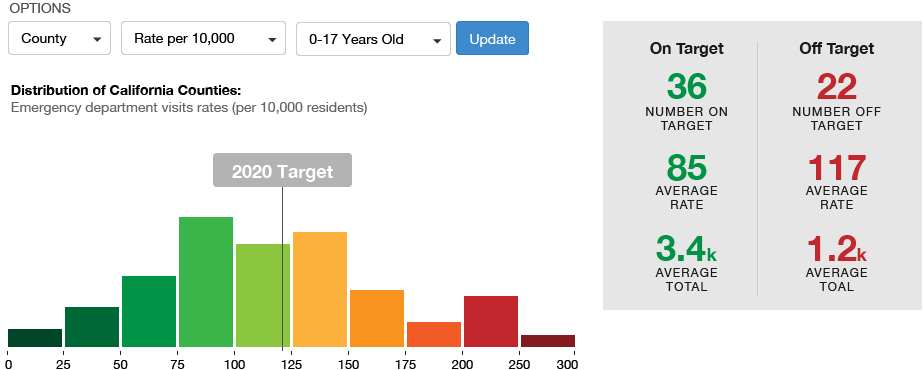 OPTIONS
County
Rate per 10,000
0-17 Years Old
Update
Distribution of California Counties:
Emergency department visits rates (per 10,000 residents)
2020 Target
0 25 50 75 100 125 150 175 200 250 300
On Target
36
NUMBER ON
TARGET
85
AVERAGE
RATE
3.4k
AVERAGE
TOTAL
Off Target
22
NUMBER OFF
TARGET
117
AVERAGE
RATE
1.2k
AVERAGE
TOAL